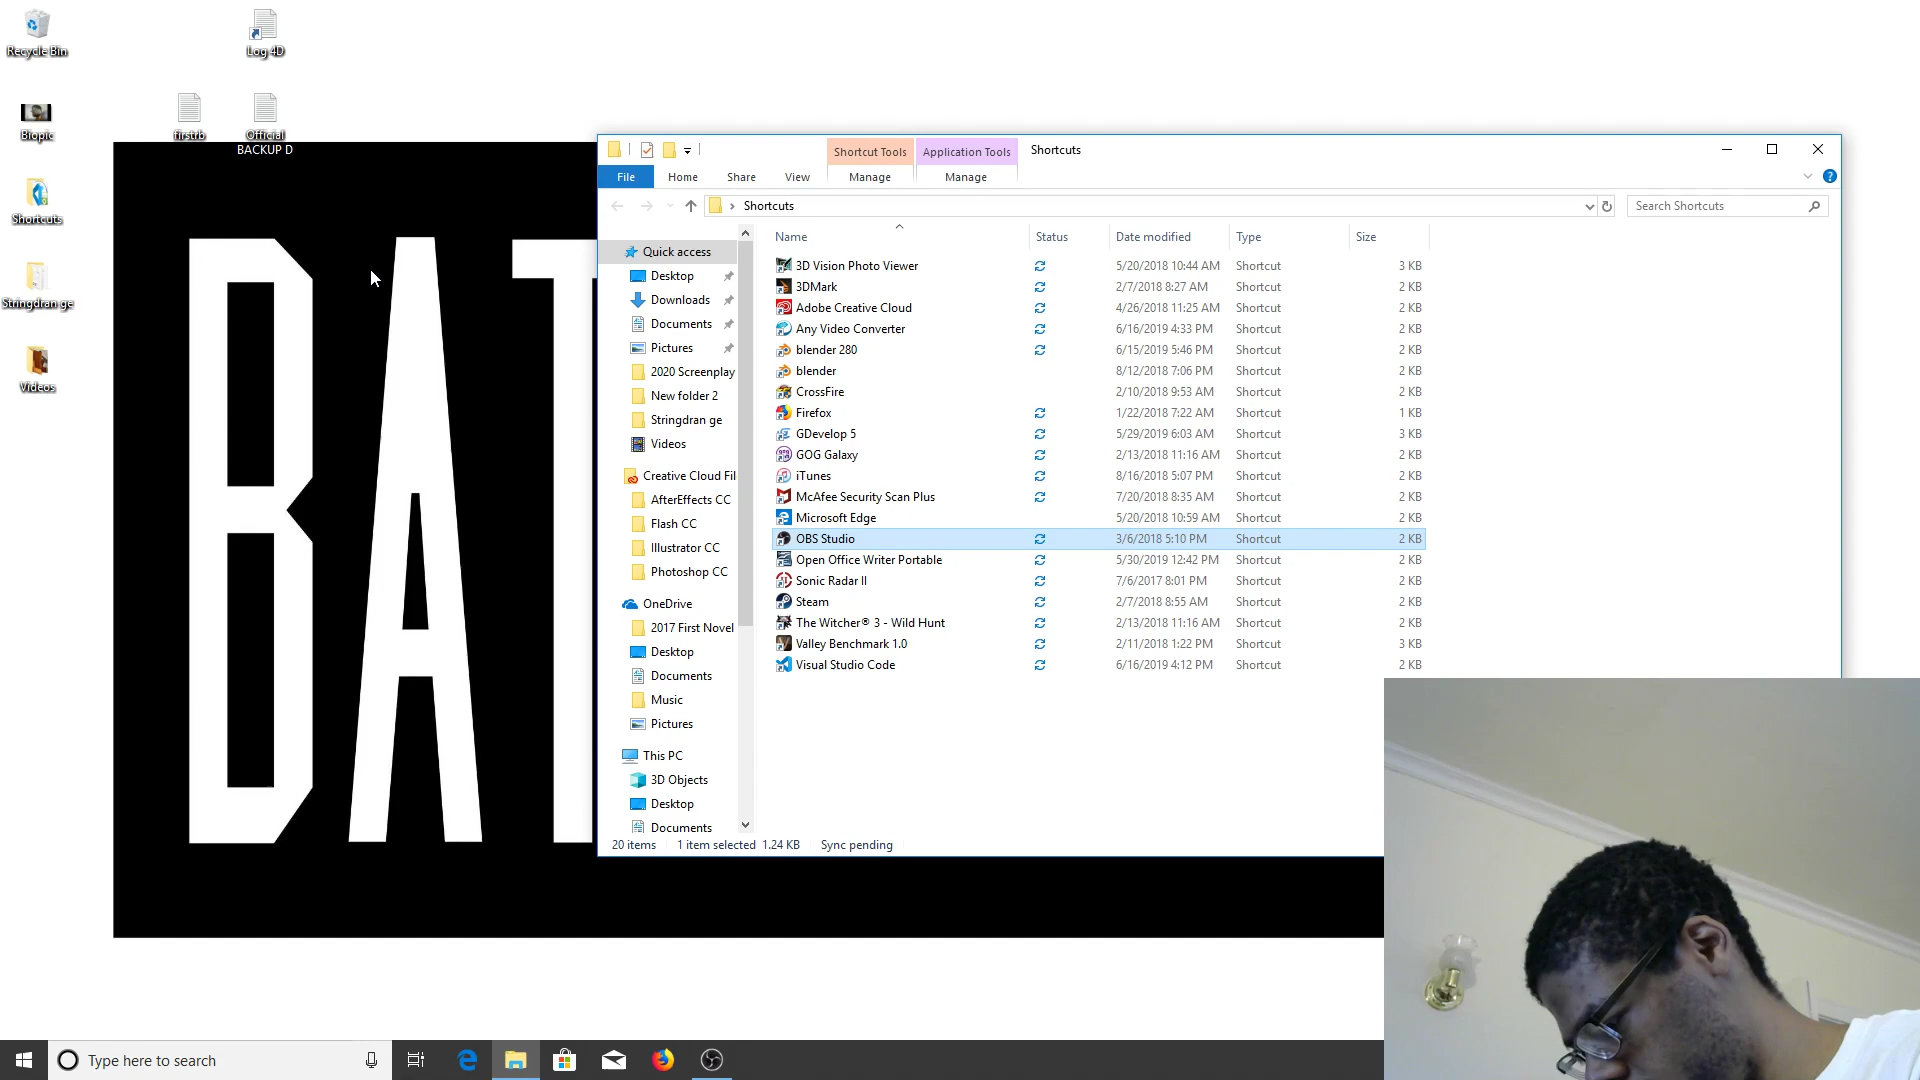 Recycle Bin
Log 4D
Biopic
firstrb
Official
BACKUP D
Shortcuts
Stringdran ge
Videos
BAT
Shortcut Tools
Application Tools
Shortcuts
File
Home
Share
View
Manage
Manage
?
› Shortcuts
Search Shortcuts
Name
Status
Date modified
Type
Size
Quick access
Desktop
Downloads
Documents
Pictures
2020 Screenplay
New folder 2
Stringdran ge
Videos
Creative Cloud Fil
AfterEffects CC
Flash CC
Illustrator CC
Photoshop CC
OneDrive
2017 First Novel
Desktop
Documents
Music
Pictures
This PC
3D Objects
Desktop
Documents
3D Vision Photo Viewer 5/20/2018 10:44 AM Shortcut 3 KB
3DMark 2/7/2018 8:27 AM Shortcut 2 KB
Adobe Creative Cloud 4/26/2018 11:25 AM Shortcut 2 KB
Any Video Converter 6/16/2019 4:33 PM Shortcut 2 KB
blender 280 6/15/2019 5:46 PM Shortcut 2 KB
blender 8/12/2018 7:06 PM Shortcut 2 KB
CrossFire 2/10/2018 9:53 AM Shortcut 2 KB
Firefox 1/22/2018 7:22 AM Shortcut 1 KB
GDevelop 5 5/29/2019 6:03 AM Shortcut 3 KB
GOG Galaxy 2/13/2018 11:16 AM Shortcut 2 KB
iTunes 8/16/2018 5:07 PM Shortcut 2 KB
McAfee Security Scan Plus 7/20/2018 8:35 AM Shortcut 2 KB
Microsoft Edge 5/20/2018 10:59 AM Shortcut 2 KB
OBS Studio 3/6/2018 5:10 PM Shortcut 2 KB
Open Office Writer Portable 5/30/2019 12:42 PM Shortcut 2 KB
Sonic Radar II 7/6/2017 8:01 PM Shortcut 2 KB
Steam 2/7/2018 8:55 AM Shortcut 2 KB
The Witcher® 3 - Wild Hunt 2/13/2018 11:16 AM Shortcut 2 KB
Valley Benchmark 1.0 2/11/2018 1:22 PM Shortcut 3 KB
Visual Studio Code 6/16/2019 4:12 PM Shortcut 2 KB
20 items 1 item selected 1.24 KB Sync pending
Type here to search